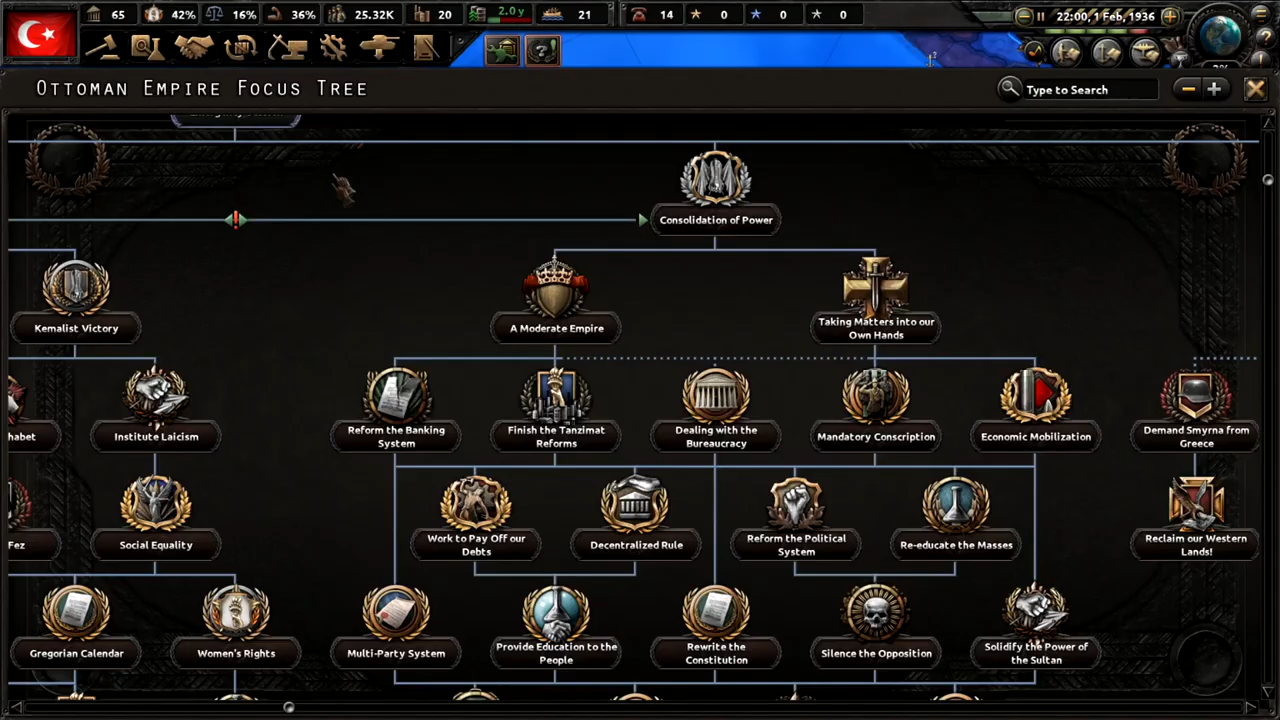 65
42%
16%
36%
25.32K
20
2.0 y
21
14
0
0
0
22:00, 1 Feb, 1936
OTTOMAN EMPIRE FOCUS TREE
Type to Search
Consolidation of Power
Kemalist Victory
A Moderate Empire
Taking Matters into our
Own Hands
habet
Institute Laicism
Reform the Banking
System
Finish the Tanzimat
Reforms
Dealing with the
Bureaucracy
Mandatory Conscription
Economic Mobilization
Demand Smyrna from
Greece
Fez
Social Equality
Work to Pay Off our
Debts
Decentralized Rule
Reform the Political
System
Re-educate the Masses
Reclaim our Western
Lands!
Gregorian Calendar
Women's Rights
Multi-Party System
Provide Education to the
People
Rewrite the
Constitution
Silence the Opposition
Solidify the Power of
the Sultan